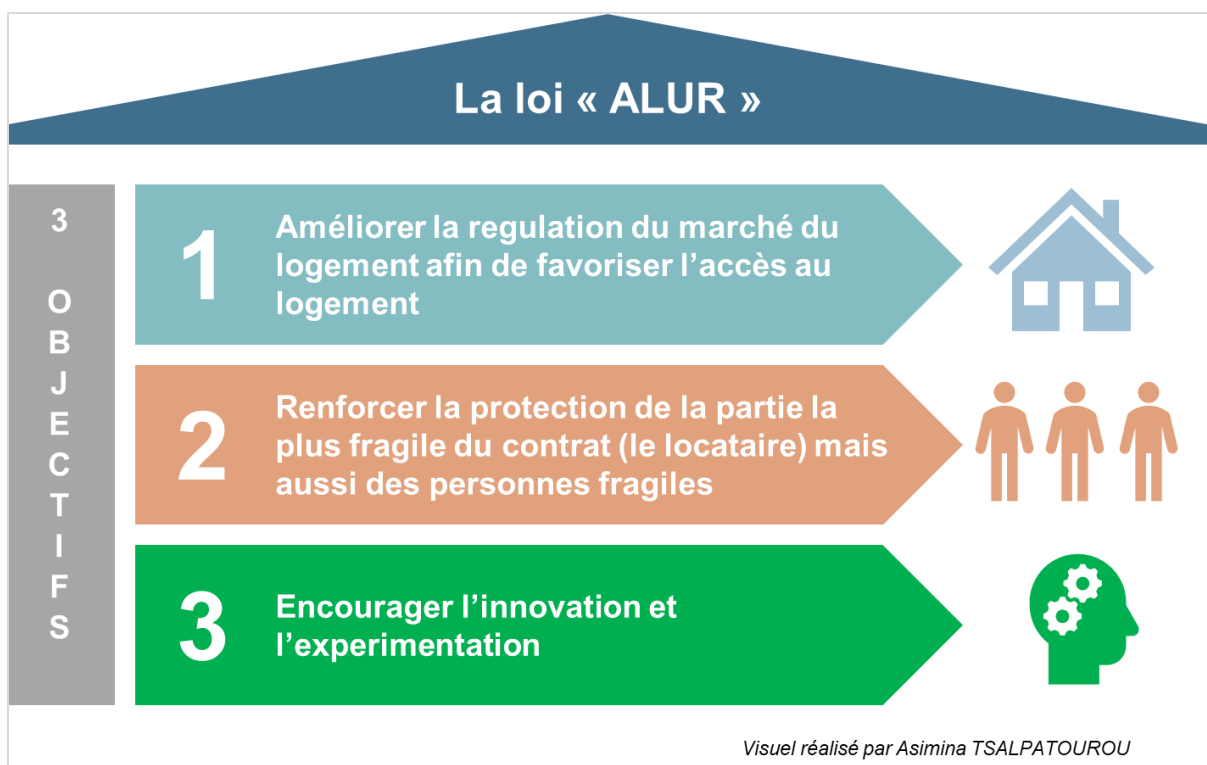 La loi « ALUR »
3 OBJECTIFS
1
Améliorer la regulation du marché du
logement afin de favoriser l'accès au
logement
2
Renforcer la protection de la partie la
plus fragile du contrat (le locataire) mais
aussi des personnes fragiles
3
Encourager l'innovation et
l'experimentation
Visuel réalisé par Asimina TSALPATOUROU